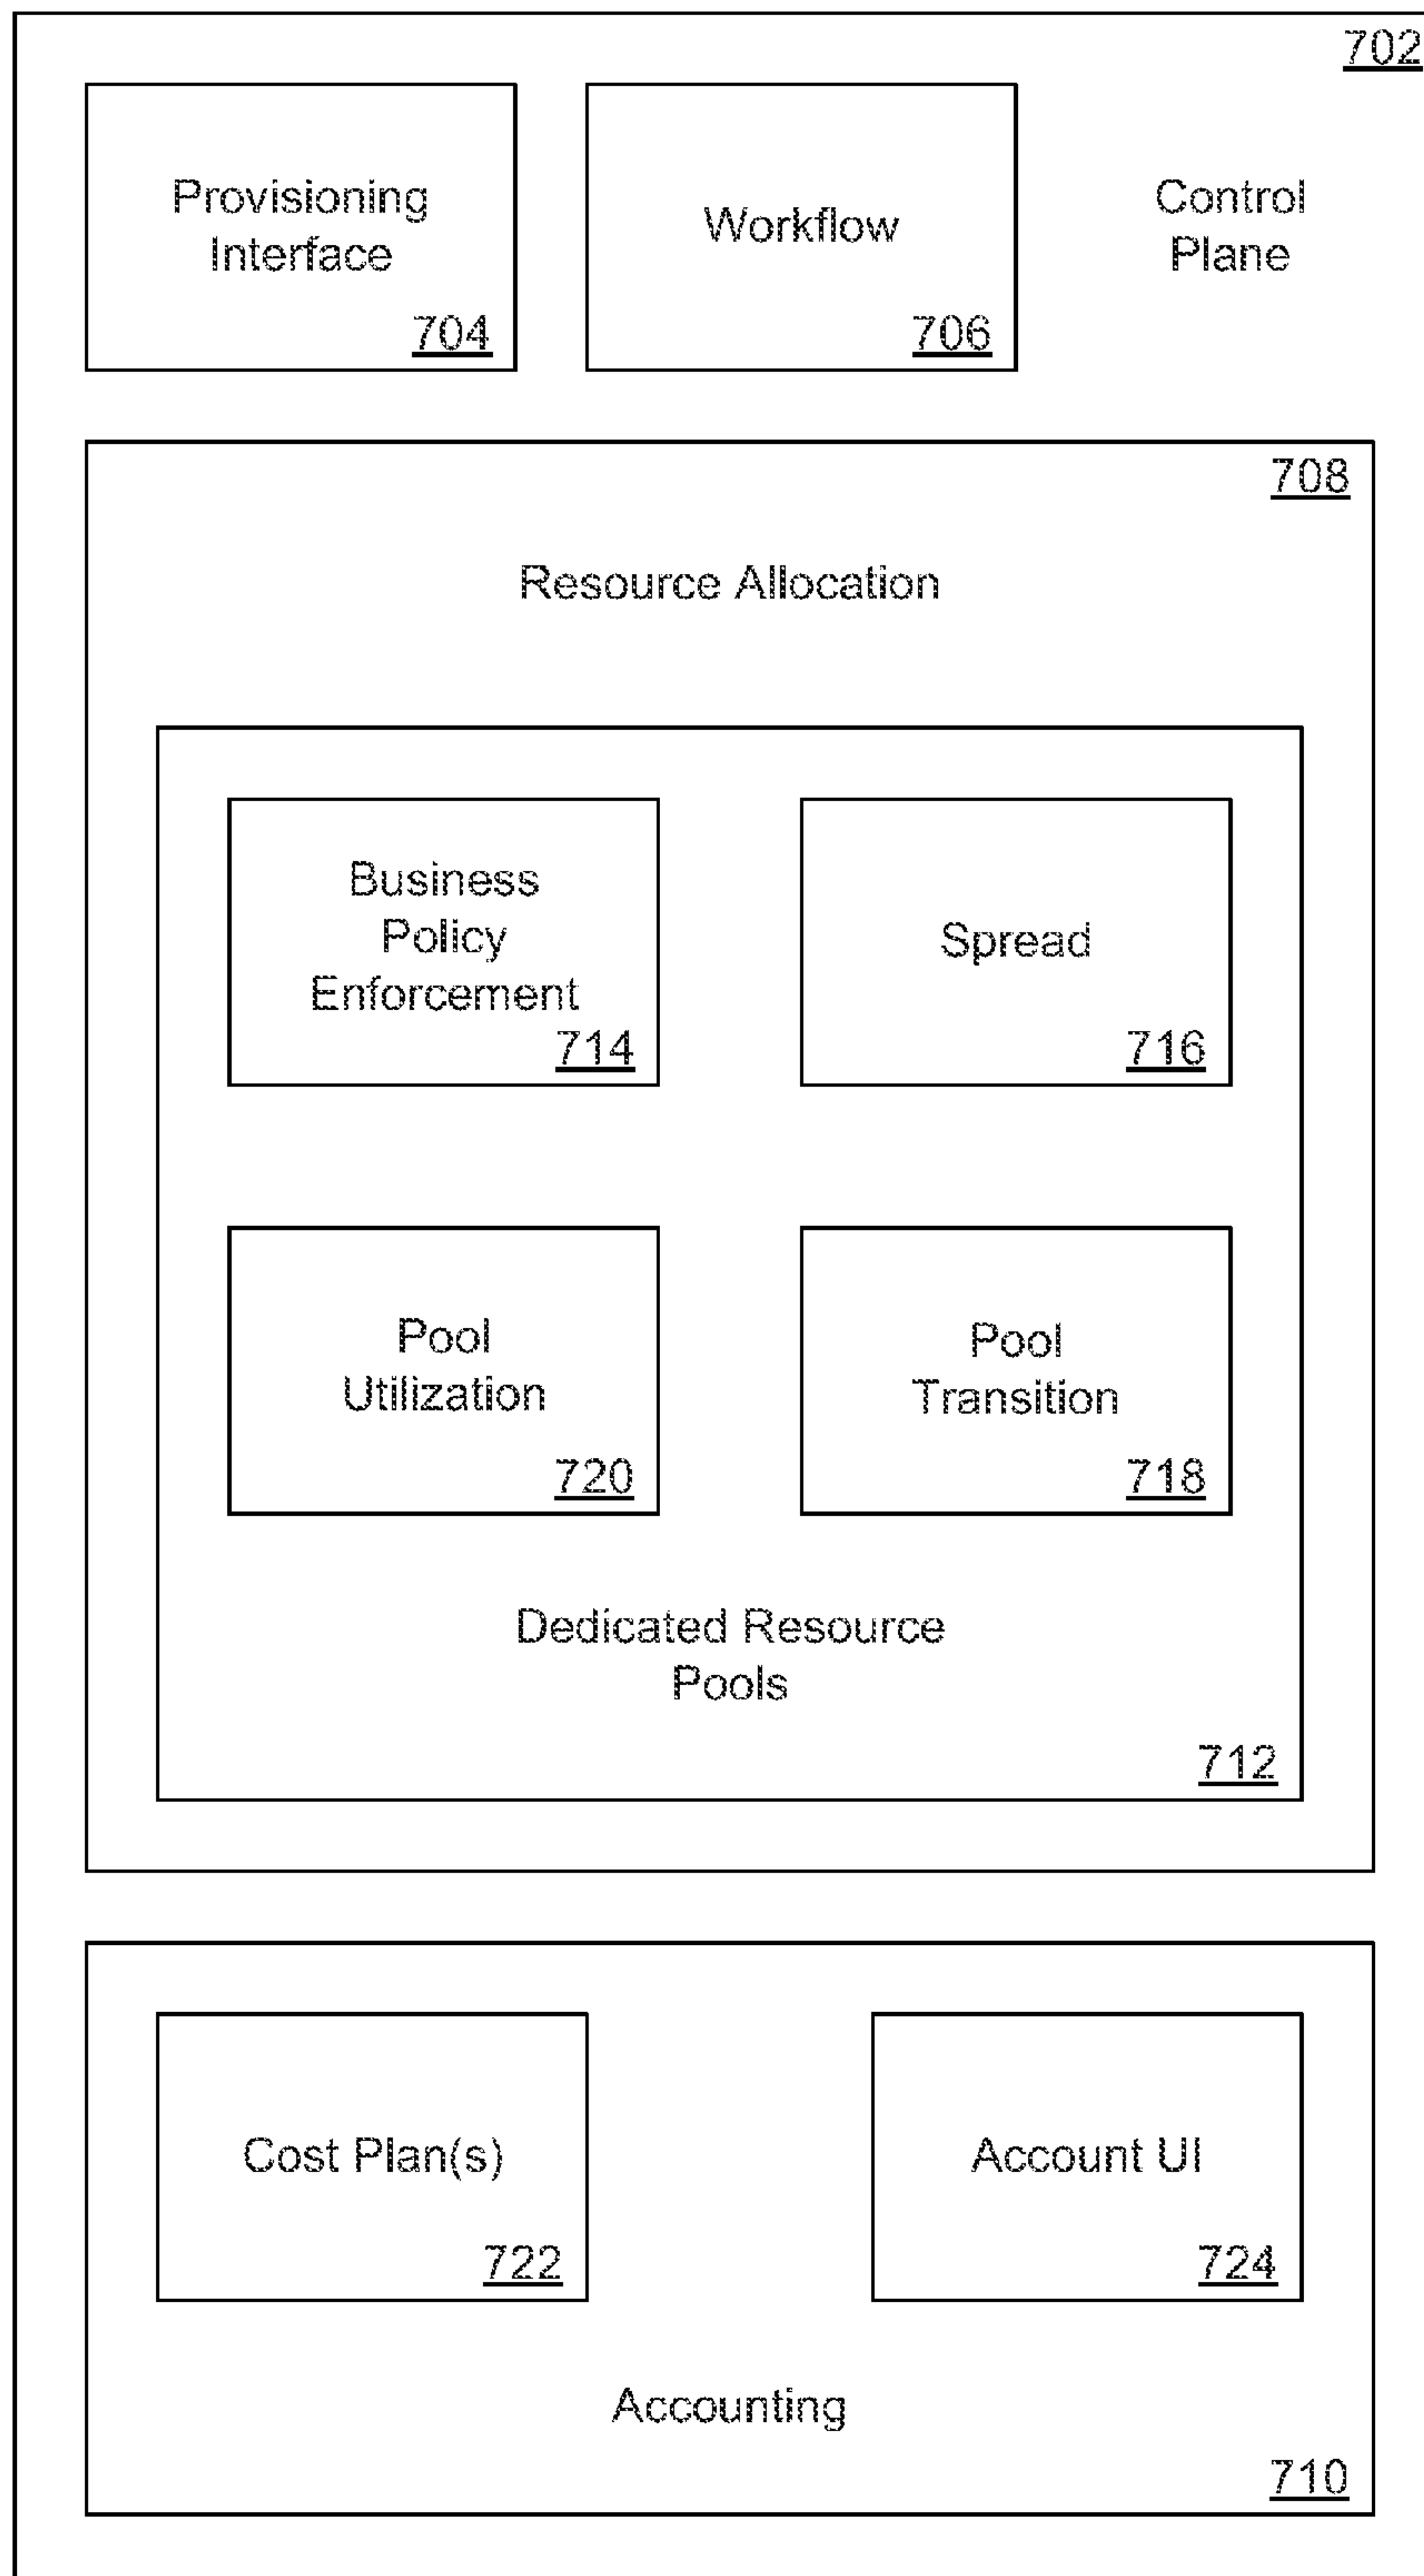 702
Provisioning
Interface
704
Workflow
706
Control
Plane
708
Resource Allocation
Business
Policy
Enforcement
714
Spread
716
Pool
Utilization
720
Pool
Transition
718
Dedicated Resource
Pools
712
Cost Plan(s)
722
Account UI
724
Accounting
710